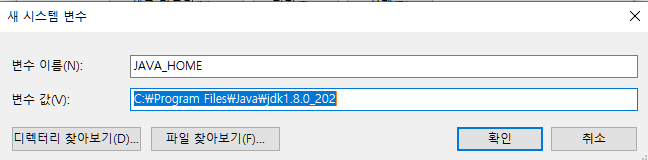 새 시스템 변수
변수 이름(N):
JAVA_HOME
변수 값(V):
C:₩Program Files₩Java₩jdk1.8.0_202
디렉터리 찾아보기(D)...
파일 찾아보기(F)...
확인
취소